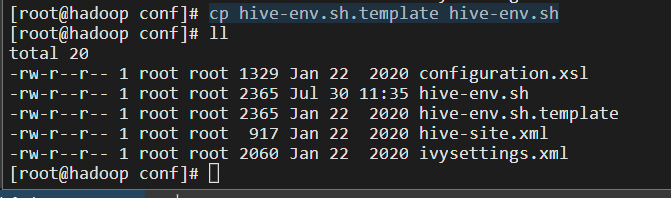 [root@hadoop conf]# cp hive-env.sh.template hive-env.sh
[root@hadoop conf]# ll
total 20
-rw-r--r-- 1 root root 1329 Jan 22  2020 configuration.xsl
-rw-r--r-- 1 root root 2365 Jul 30 11:35 hive-env.sh
-rw-r--r-- 1 root root 2365 Jan 22  2020 hive-env.sh.template
-rw-r--r-- 1 root root  917 Jan 22  2020 hive-site.xml
-rw-r--r-- 1 root root 2060 Jan 22  2020 ivysettings.xml
[root@hadoop conf]#